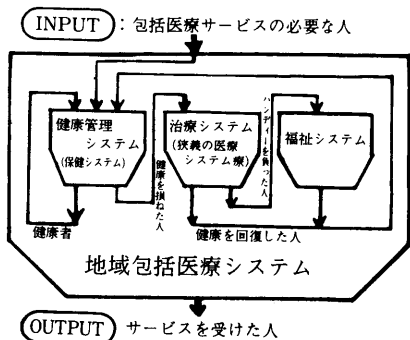 INPUT : 包括医療サービスの必要な人
健康管理
システム
(保健システム)
健康を損ねた人
治療システム
(狭義の医療
システム療)
ハンディーを負った人
福祉システム
健康者
健康を回復した人
地域包括医療システム
OUTPUT サービスを受けた人